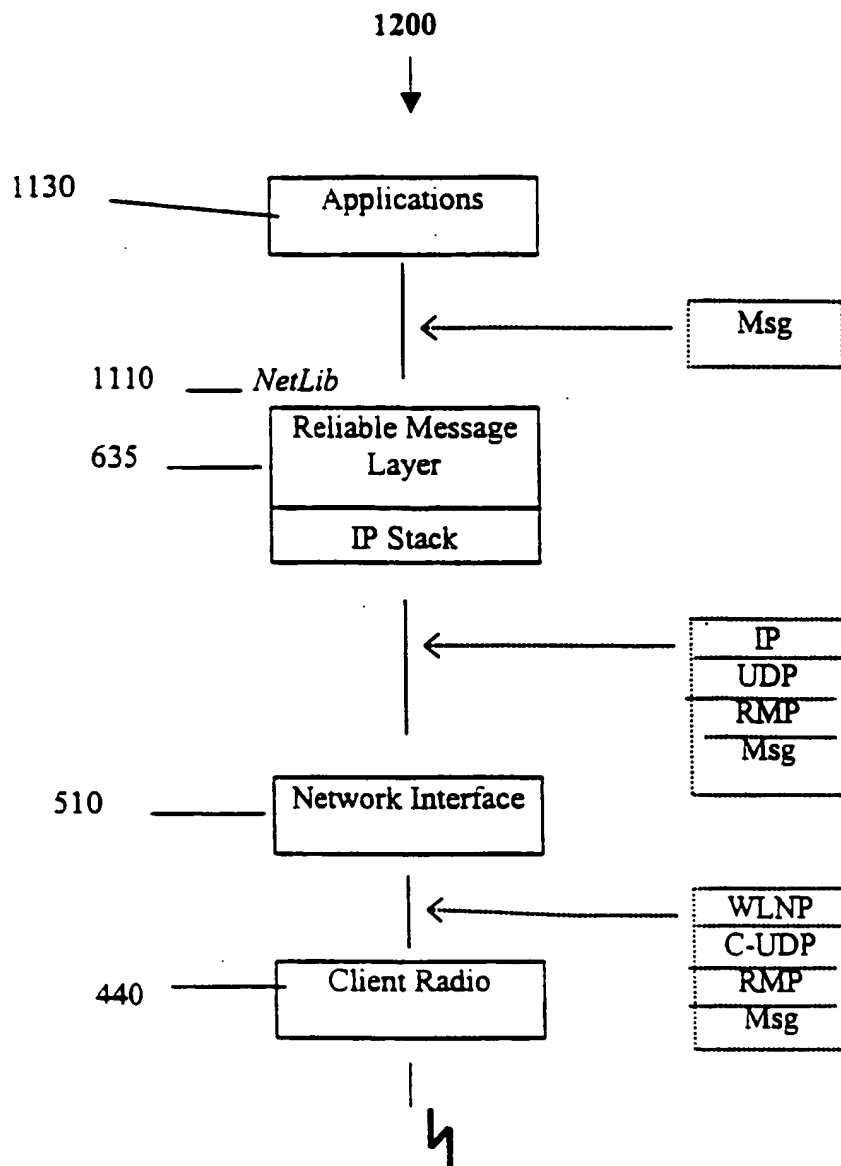 1200
1130
Applications
Msg
1110
NetLib
635
Reliable Message
Layer
IP Stack
IP
UDP
RMP
Msg
510
Network Interface
WLNP
C-UDP
RMP
Msg
440
Client Radio